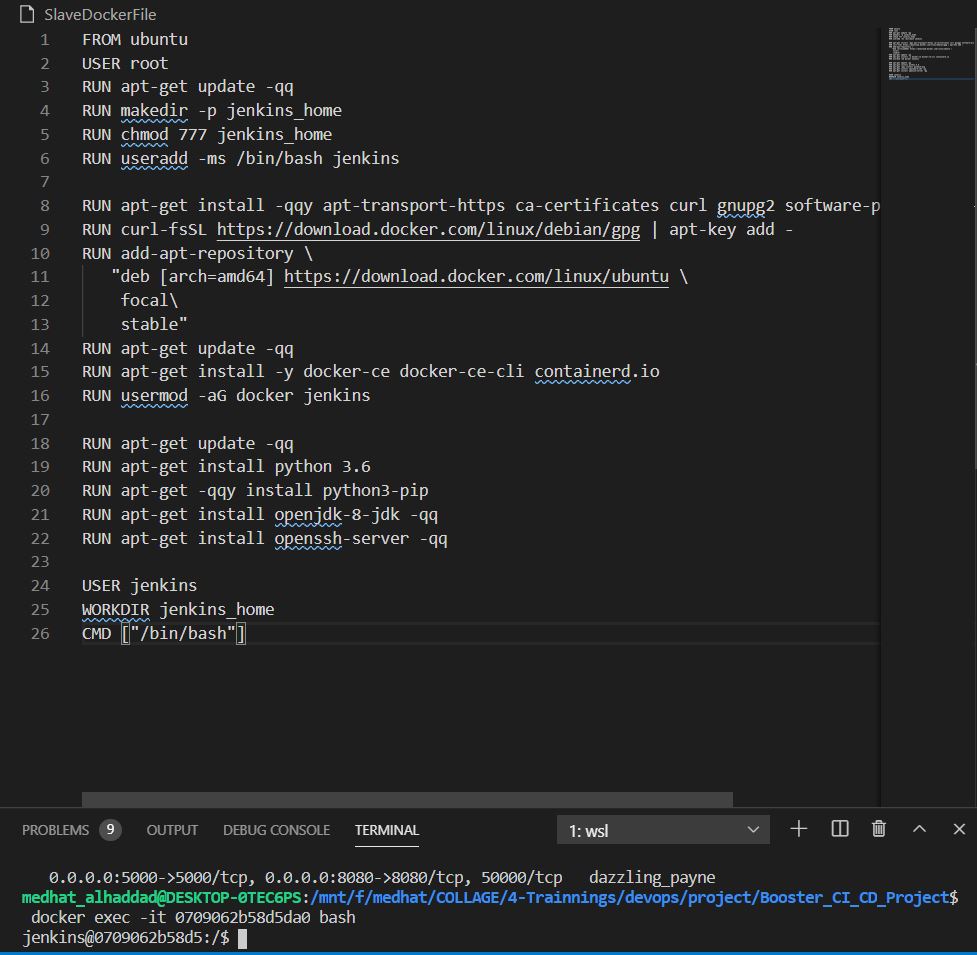 SlaveDockerFile
1 FROM ubuntu
2 USER root
3 RUN apt-get update -qq
4 RUN makedir -p jenkins_home
5 RUN chmod 777 jenkins_home
6 RUN useradd -ms /bin/bash jenkins
7
8 RUN apt-get install -qqy apt-transport-https ca-certificates curl gnupg2 software-p
9 RUN curl-fsSL https://download.docker.com/linux/debian/gpg | apt-key add -
10 RUN add-apt-repository \
11 "deb [arch=amd64] https://download.docker.com/linux/ubuntu \
12 focal\
13 stable"
14 RUN apt-get update -qq
15 RUN apt-get install -y docker-ce docker-ce-cli containerd.io
16 RUN usermod -aG docker jenkins
17
18 RUN apt-get update -qq
19 RUN apt-get install python 3.6
20 RUN apt-get -qqy install python3-pip
21 RUN apt-get install openjdk-8-jdk -qq
22 RUN apt-get install openssh-server -qq
23
24 USER jenkins
25 WORKDIR jenkins_home
26 CMD ["/bin/bash"]
PROBLEMS 9 OUTPUT DEBUG CONSOLE TERMINAL 1: wsl
0.0.0.0:5000->5000/tcp, 0.0.0.0:8080->8080/tcp, 50000/tcp dazzling_payne
medhat_alhaddad@DESKTOP-0TEC6PS:/mnt/f/medhat/COLLAGE/4-Trainnings/devops/project/Booster_CI_CD_Project$
docker exec -it 0709062b58d5da0 bash
jenkins@0709062b58d5:/$